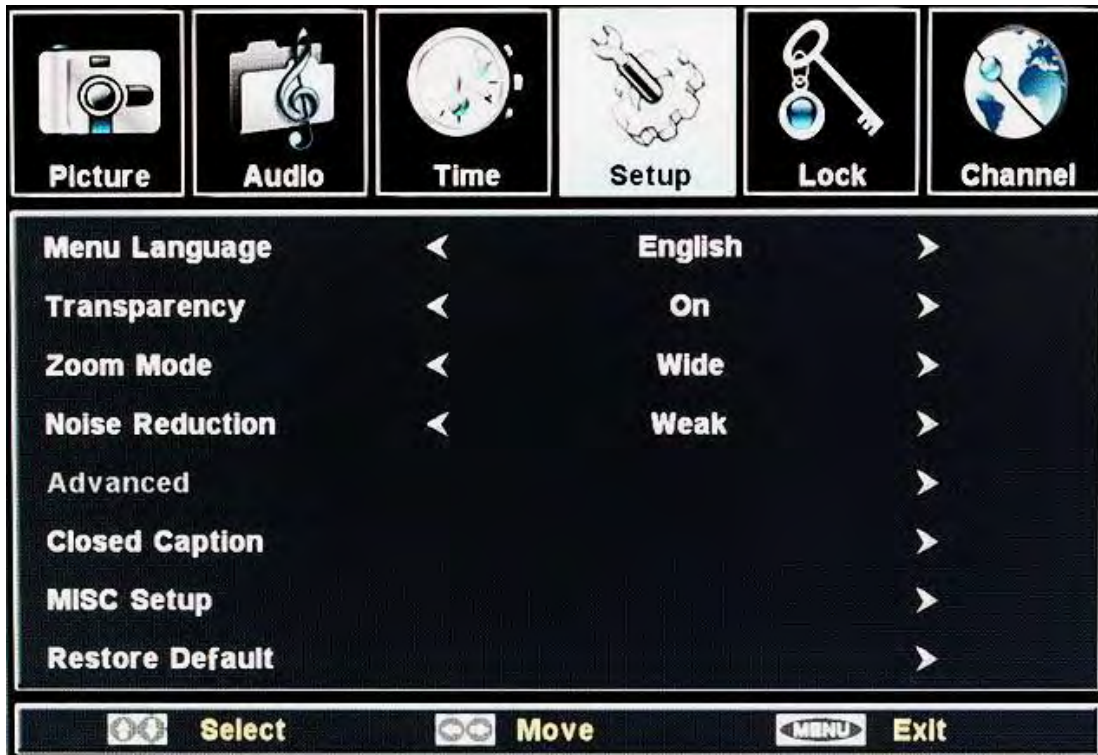 Picture Audio Time Setup Lock Channel
Menu Language English
Transparency On
Zoom Mode Wide
Noise Reduction Weak
Advanced
Closed Caption
MISC Setup
Restore Default
Select Move MENU Exit